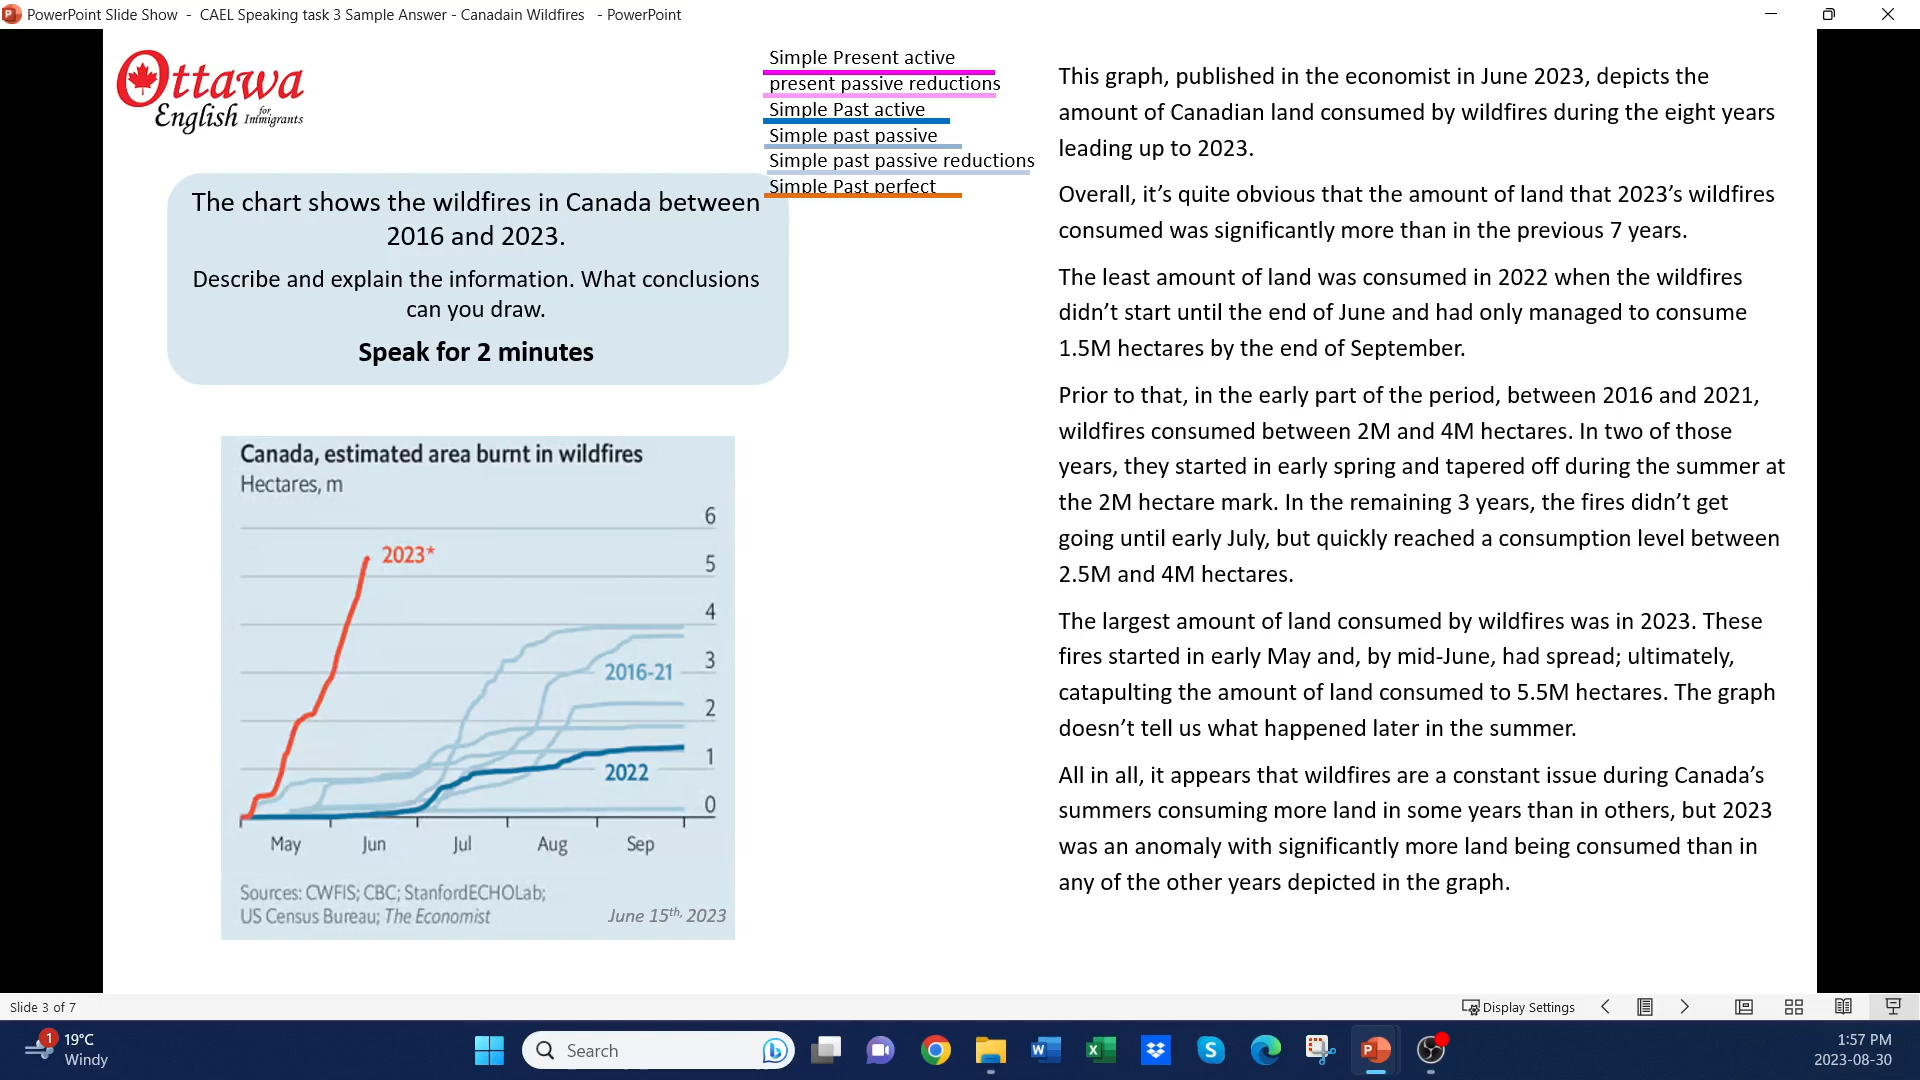 PowerPoint Slide Show - CAEL Speaking task 3 Sample Answer - Canadain Wildfires - PowerPoint
Ottawa
English for Immigrants
Simple Present active
present passive reductions
Simple Past active
Simple past passive
Simple past passive reductions
Simple Past perfect
The chart shows the wildfires in Canada between
2016 and 2023.
Describe and explain the information. What conclusions
can you draw.
Speak for 2 minutes
Canada, estimated area burnt in wildfires
Hectares, m
6
5
4
3
2
1
0
2023*
2016-21
2022
May Jun Jul Aug Sep
Sources: CWFIS; CBC; StanfordECHOLab;
US Census Bureau; The Economist
June 15th, 2023
This graph, published in the economist in June 2023, depicts the
amount of Canadian land consumed by wildfires during the eight years
leading up to 2023.
Overall, it’s quite obvious that the amount of land that 2023’s wildfires
consumed was significantly more than in the previous 7 years.
The least amount of land was consumed in 2022 when the wildfires
didn’t start until the end of June and had only managed to consume
1.5M hectares by the end of September.
Prior to that, in the early part of the period, between 2016 and 2021,
wildfires consumed between 2M and 4M hectares. In two of those
years, they started in early spring and tapered off during the summer at
the 2M hectare mark. In the remaining 3 years, the fires didn’t get
going until early July, but quickly reached a consumption level between
2.5M and 4M hectares.
The largest amount of land consumed by wildfires was in 2023. These
fires started in early May and, by mid-June, had spread; ultimately,
catapulting the amount of land consumed to 5.5M hectares. The graph
doesn’t tell us what happened later in the summer.
All in all, it appears that wildfires are a constant issue during Canada’s
summers consuming more land in some years than in others, but 2023
was an anomaly with significantly more land being consumed than in
any of the other years depicted in the graph.
Slide 3 of 7
Display Settings
1
19°C
Windy
Search
1:57 PM
2023-08-30